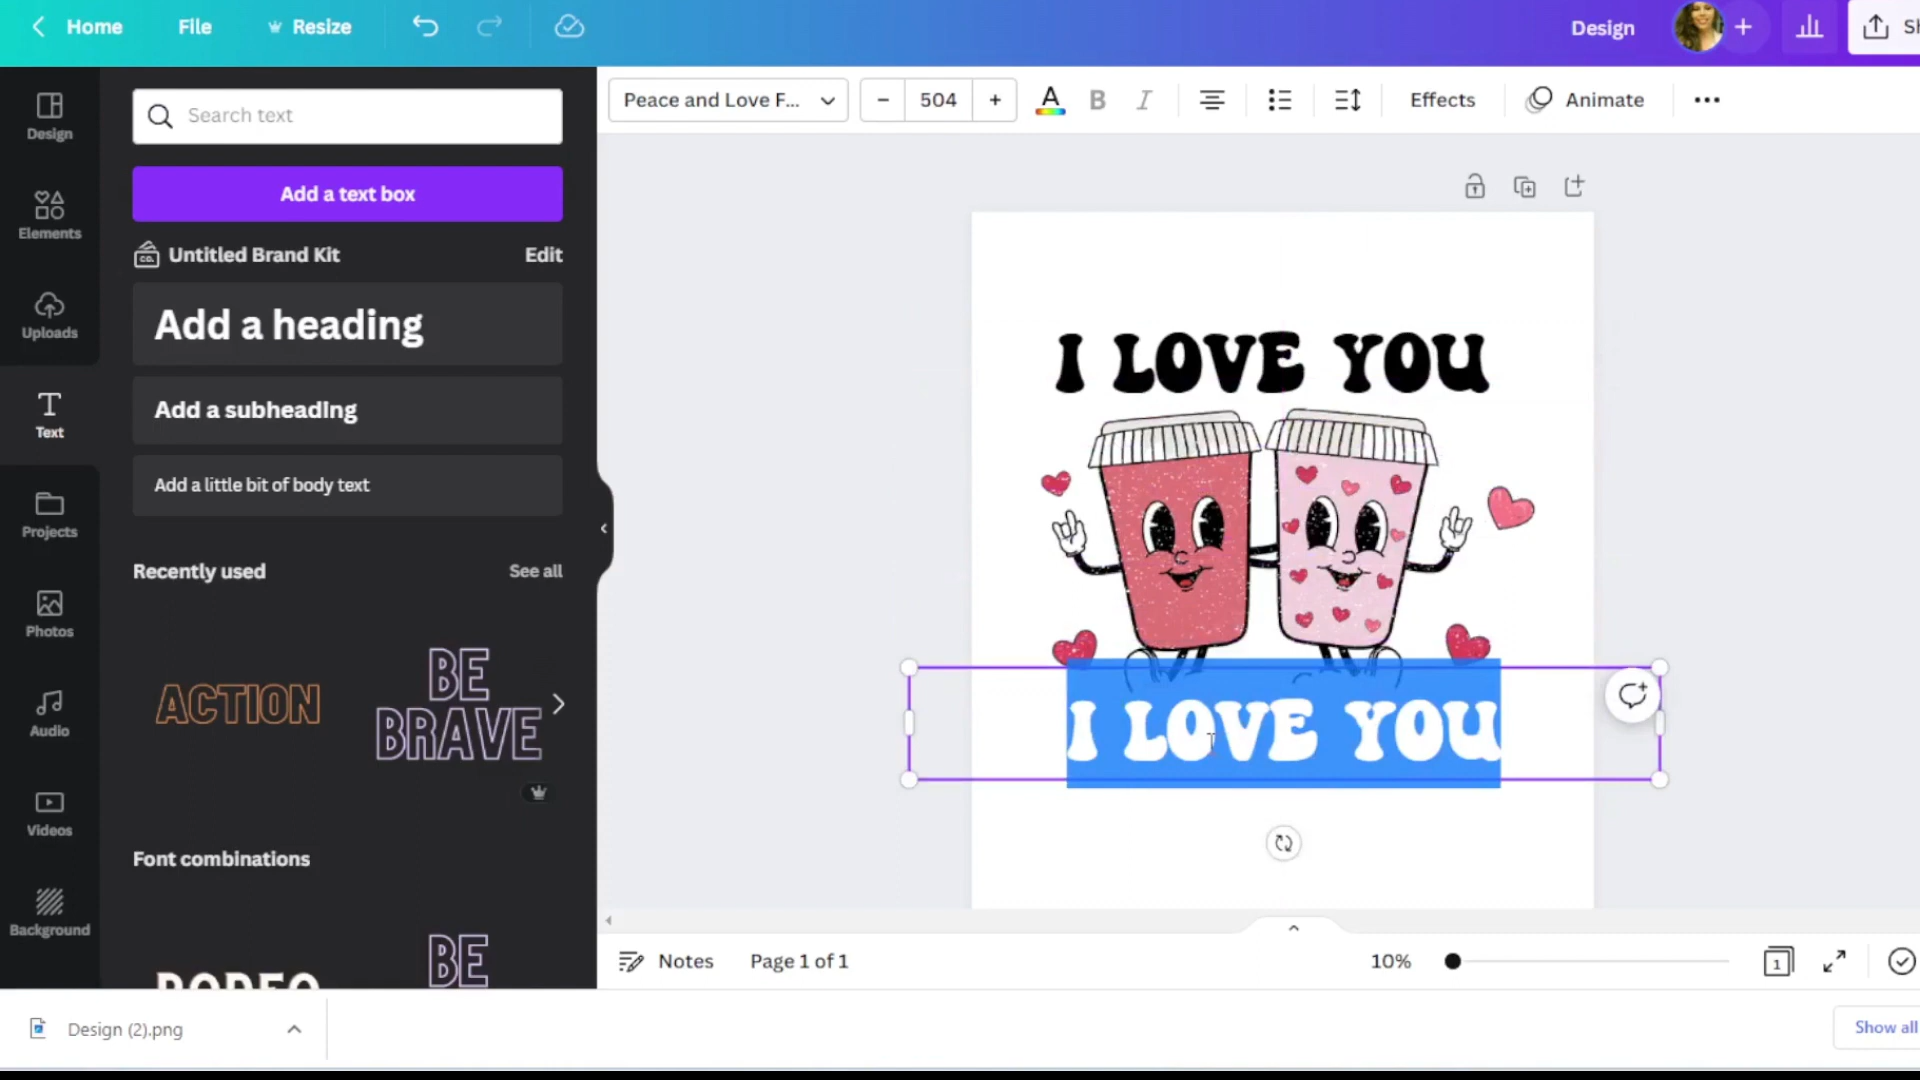 Home File Resize Design Sh
Peace and Love F... − 504 + A B I Effects Animate ...
Search text
Add a text box
Untitled Brand Kit Edit
CO.
Add a heading
Add a subheading
Add a little bit of body text
Recently used See all
ACTION
BE
BRAVE
Font combinations
RODEO
BE
Design
Elements
Uploads
Text
Projects
Photos
Audio
Videos
Background
I LOVE YOU
I LOVE YOU
Notes Page 1 of 1 10% 1
Design (2).png Show all